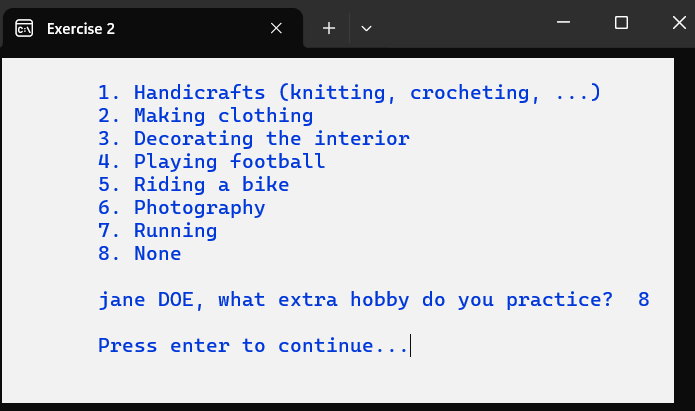 Exercise 2
1. Handicrafts (knitting, crocheting, ...)
2. Making clothing
3. Decorating the interior
4. Playing football
5. Riding a bike
6. Photography
7. Running
8. None
jane DOE, what extra hobby do you practice?  8
Press enter to continue...